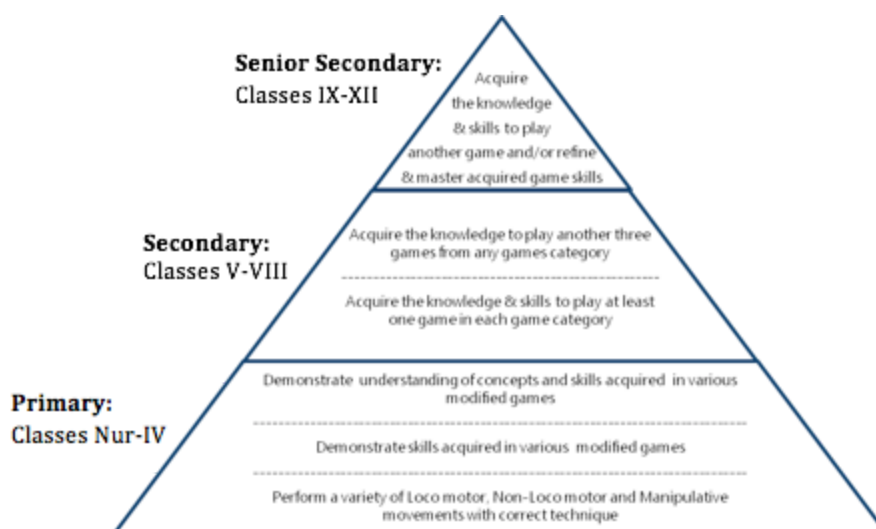 Senior Secondary:
Classes IX-XII
Acquire
the knowledge
& skills to play
another game and/or refine
& master acquired game skills
Secondary:
Classes V-VIII
Acquire the knowledge to play another three
games from any games category
Acquire the knowledge & skills to play at least
one game in each game category
Primary:
Classes Nur-IV
Demonstrate understanding of concepts and skills acquired in various
modified games
Demonstrate skills acquired in various modified games
Perform a variety of Loco motor, Non-Loco motor and Manipulative
movements with correct technique